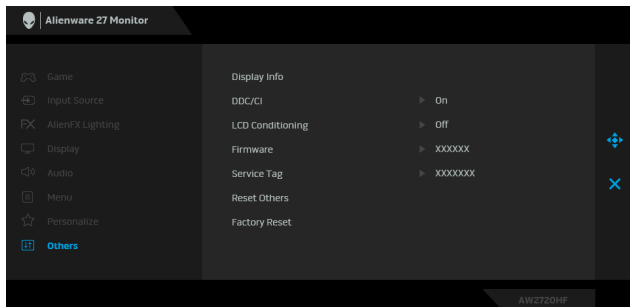 Alienware 27 Monitor
Game
Input Source
AlienFX Lighting
Display
Audio
Menu
Personalize
Others
Display Info
DDC/CI On
LCD Conditioning Off
Firmware XXXXXX
Service Tag XXXXXXX
Reset Others
Factory Reset
AW2720HF